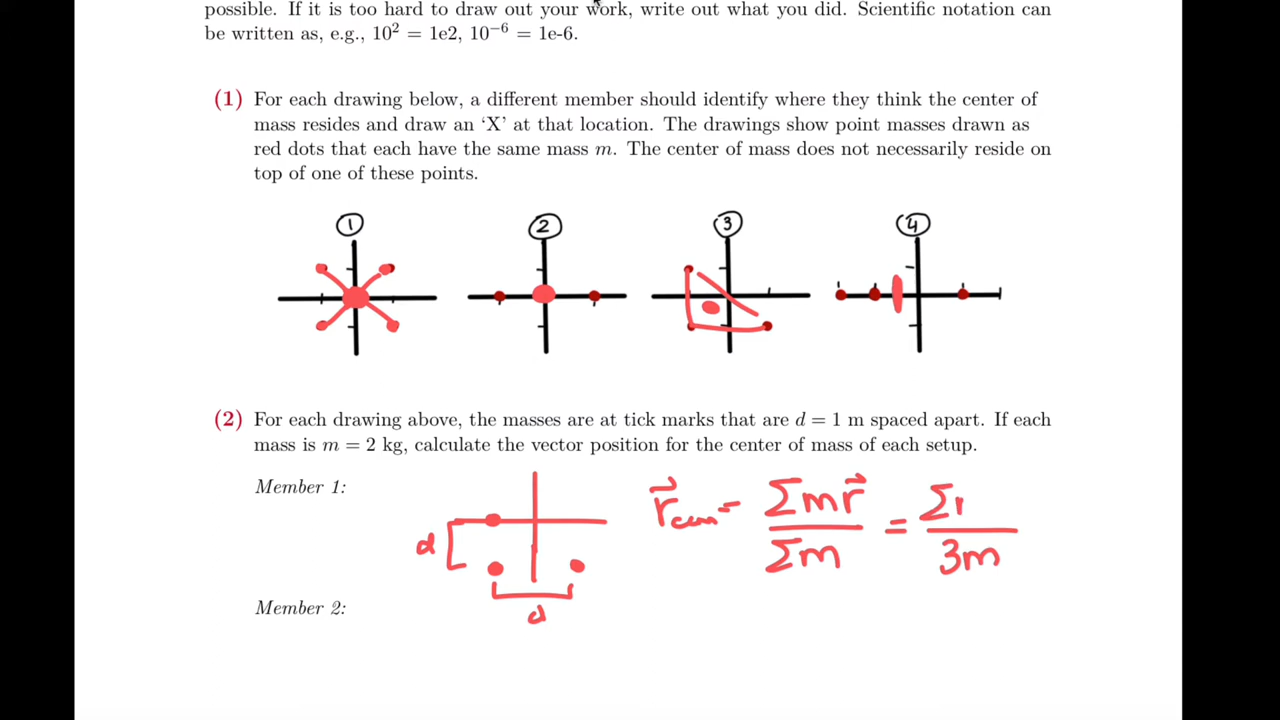 possible. If it is too hard to draw out your work, write out what you did. Scientific notation can
be written as, e.g., 10² = 1e2, 10⁻⁶ = 1e-6.
(1) For each drawing below, a different member should identify where they think the center of
mass resides and draw an ‘X’ at that location. The drawings show point masses drawn as
red dots that each have the same mass m. The center of mass does not necessarily reside on
top of one of these points.
1 2 3 4
(2) For each drawing above, the masses are at tick marks that are d = 1 m spaced apart. If each
mass is m = 2 kg, calculate the vector position for the center of mass of each setup.
Member 1:
d
d
r⃗com = Σmr⃗ / Σm = Σ / 3m
Member 2: